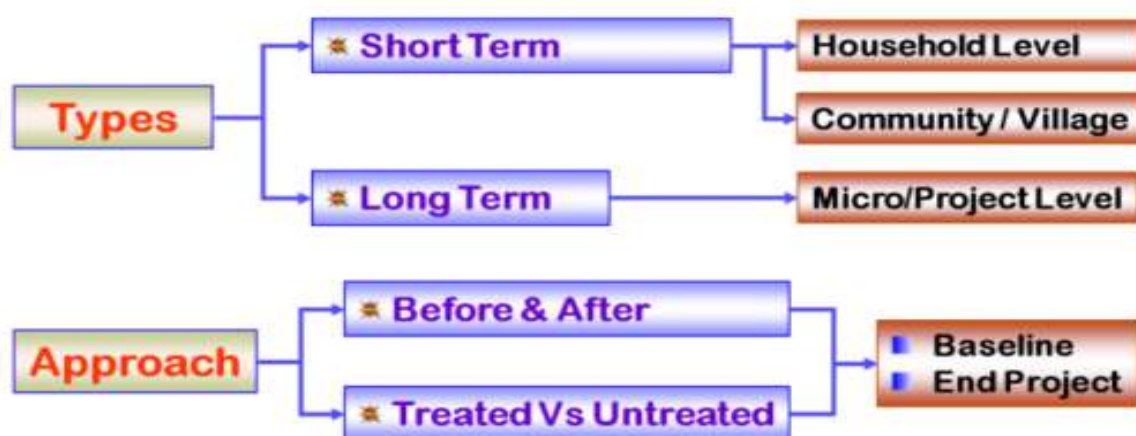 Types
Short Term
Household Level
Community / Village
Long Term
Micro/Project Level
Approach
Before & After
Treated Vs Untreated
Baseline
End Project